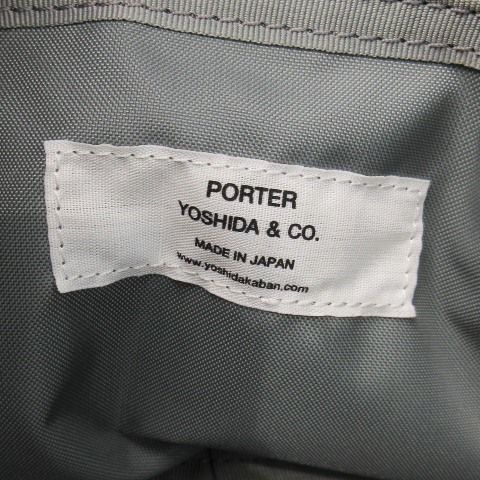 PORTER
YOSHIDA & CO.
MADE IN JAPAN
www.yoshidakaban.com